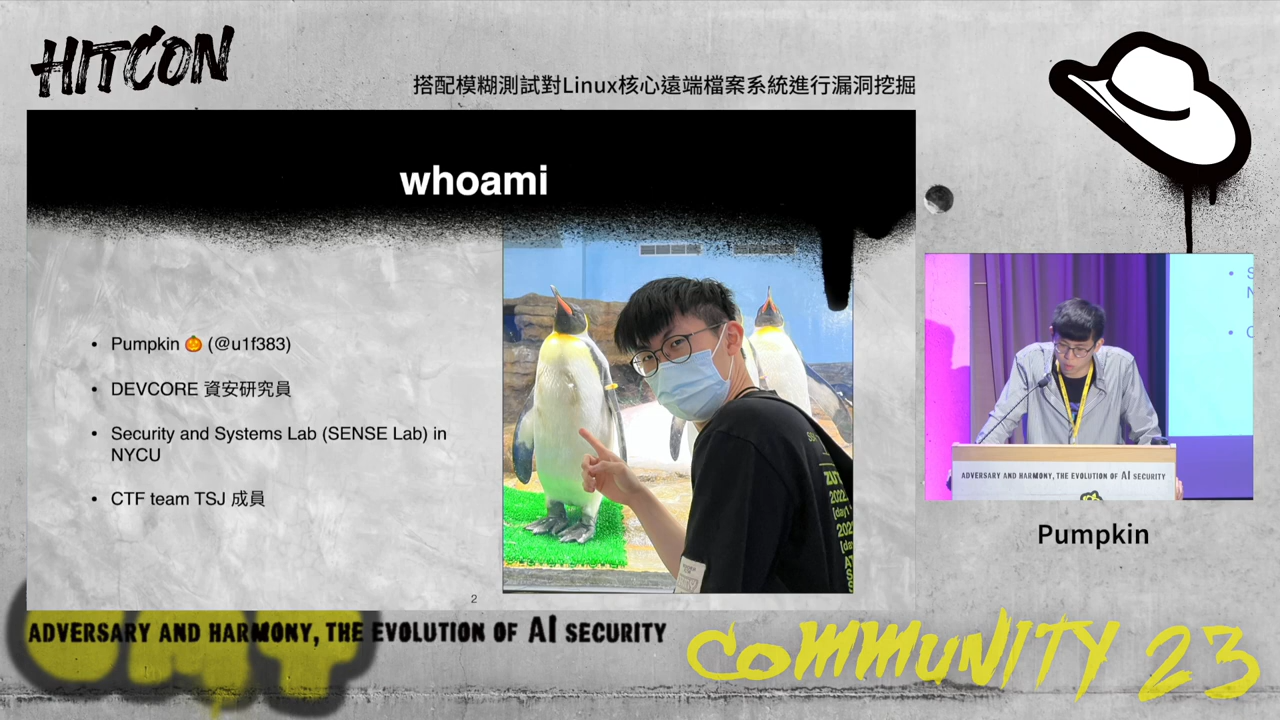 HITCON
搭配模糊測試對Linux核心遠端檔案系統進行漏洞挖掘
whoami
• Pumpkin 🎃 (@u1f383)
• DEVCORE 資安研究員
• Security and Systems Lab (SENSE Lab) in
NYCU
• CTF team TSJ 成員
2
ADVERSARY AND HARMONY, THE EVOLUTION OF AI SECURITY
Pumpkin
ADVERSARY AND HARMONY, THE EVOLUTION OF AI SECURITY
COMMUNITY 23